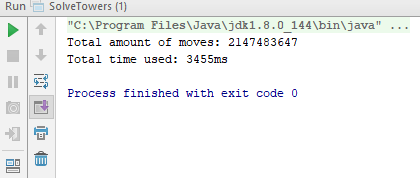 Run SolveTowers (1)
"C:\Program Files\Java\jdk1.8.0_144\bin\java" ...
Total amount of moves: 2147483647
Total time used: 3455ms
Process finished with exit code 0